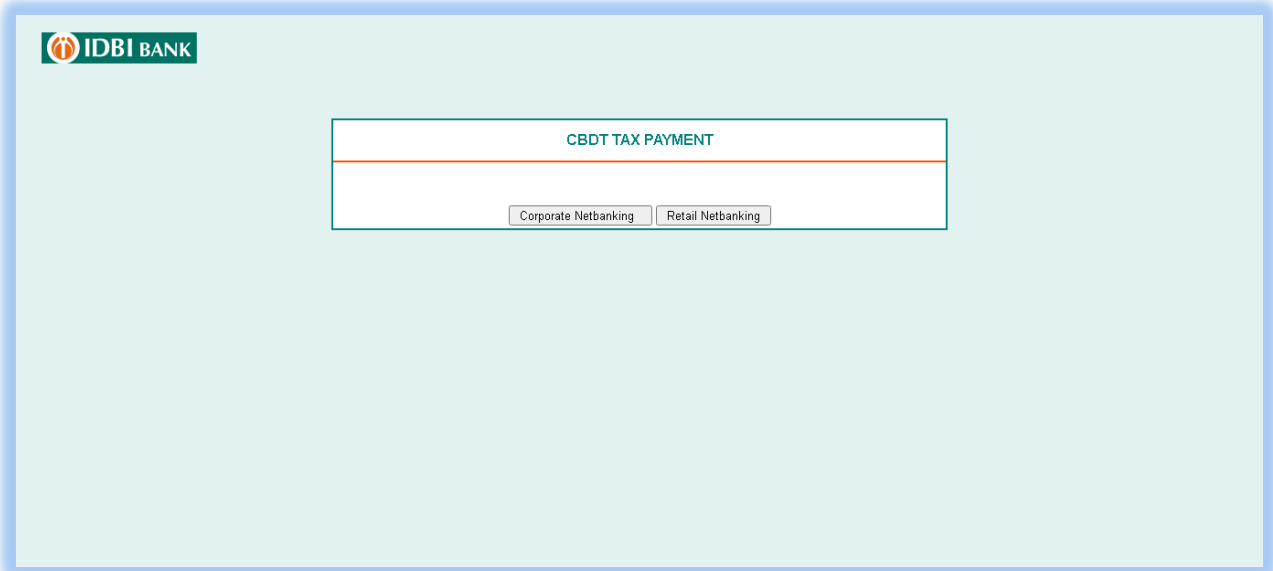 IDBI BANK
CBDT TAX PAYMENT
Corporate Netbanking Retail Netbanking